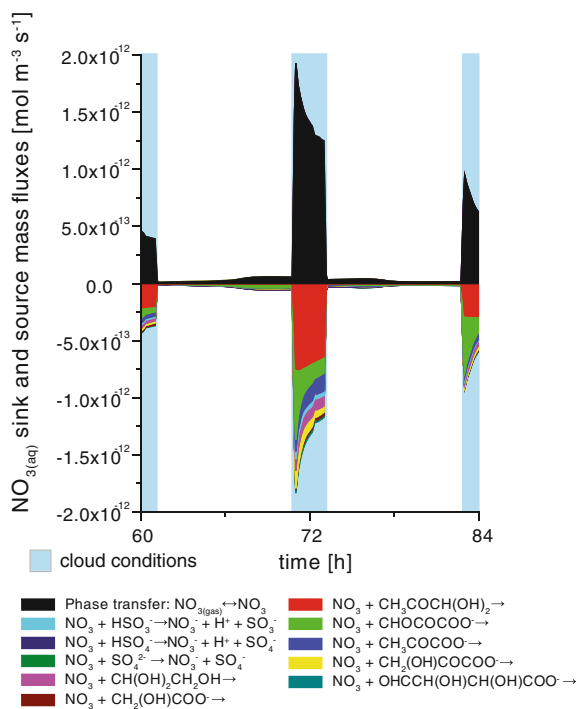 NO₃₍ₐq₎ sink and source mass fluxes [mol m⁻³ s⁻¹]
2.0x10⁻¹²
1.5x10⁻¹²
1.0x10⁻¹²
5.0x10⁻¹³
0.0
-5.0x10⁻¹³
-1.0x10⁻¹²
-1.5x10⁻¹²
-2.0x10⁻¹²
60 72 84
time [h]
cloud conditions
Phase transfer: NO₃₍gas₎↔NO₃
NO₃ + HSO₃⁻→NO₃⁻ + H⁺ + SO₃⁻
NO₃ + HSO₄⁻→NO₃⁻ + H⁺ + SO₄⁻
NO₃ + SO₄²⁻→NO₃⁻ + SO₄⁻
NO₃ + CH(OH)₂CH₂OH→
NO₃ + CH₂(OH)COO⁻→
NO₃ + CH₃COCH(OH)₂→
NO₃ + CHOCOCOO⁻→
NO₃ + CH₃COCOO⁻→
NO₃ + CH₂(OH)COCOO⁻→
NO₃ + OHCCH(OH)CH(OH)COO⁻→